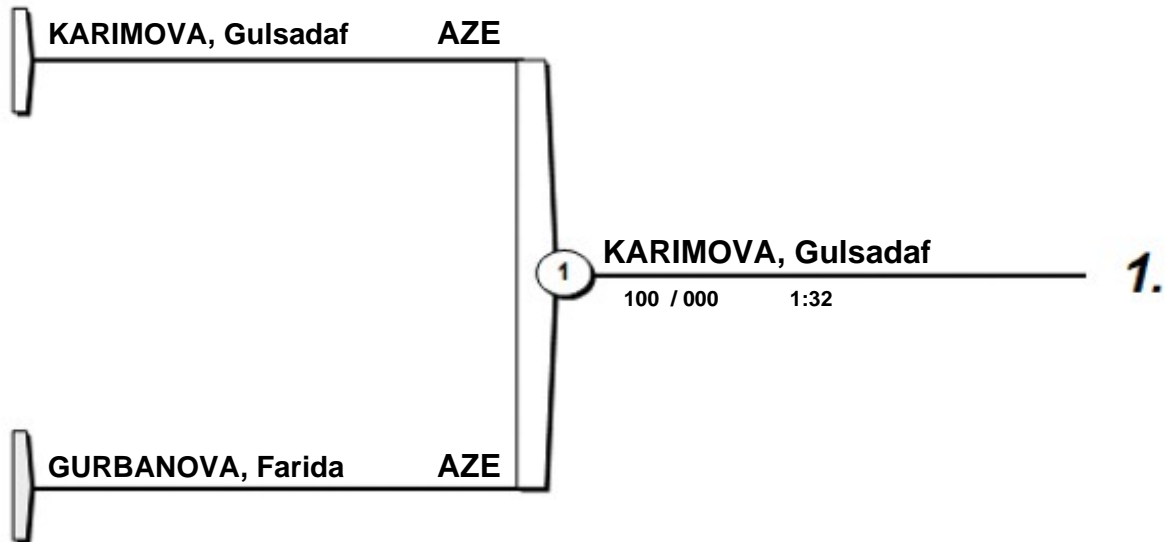 KARIMOVA, Gulsadaf AZE
1
KARIMOVA, Gulsadaf
1.
100 / 000 1:32
GURBANOVA, Farida AZE